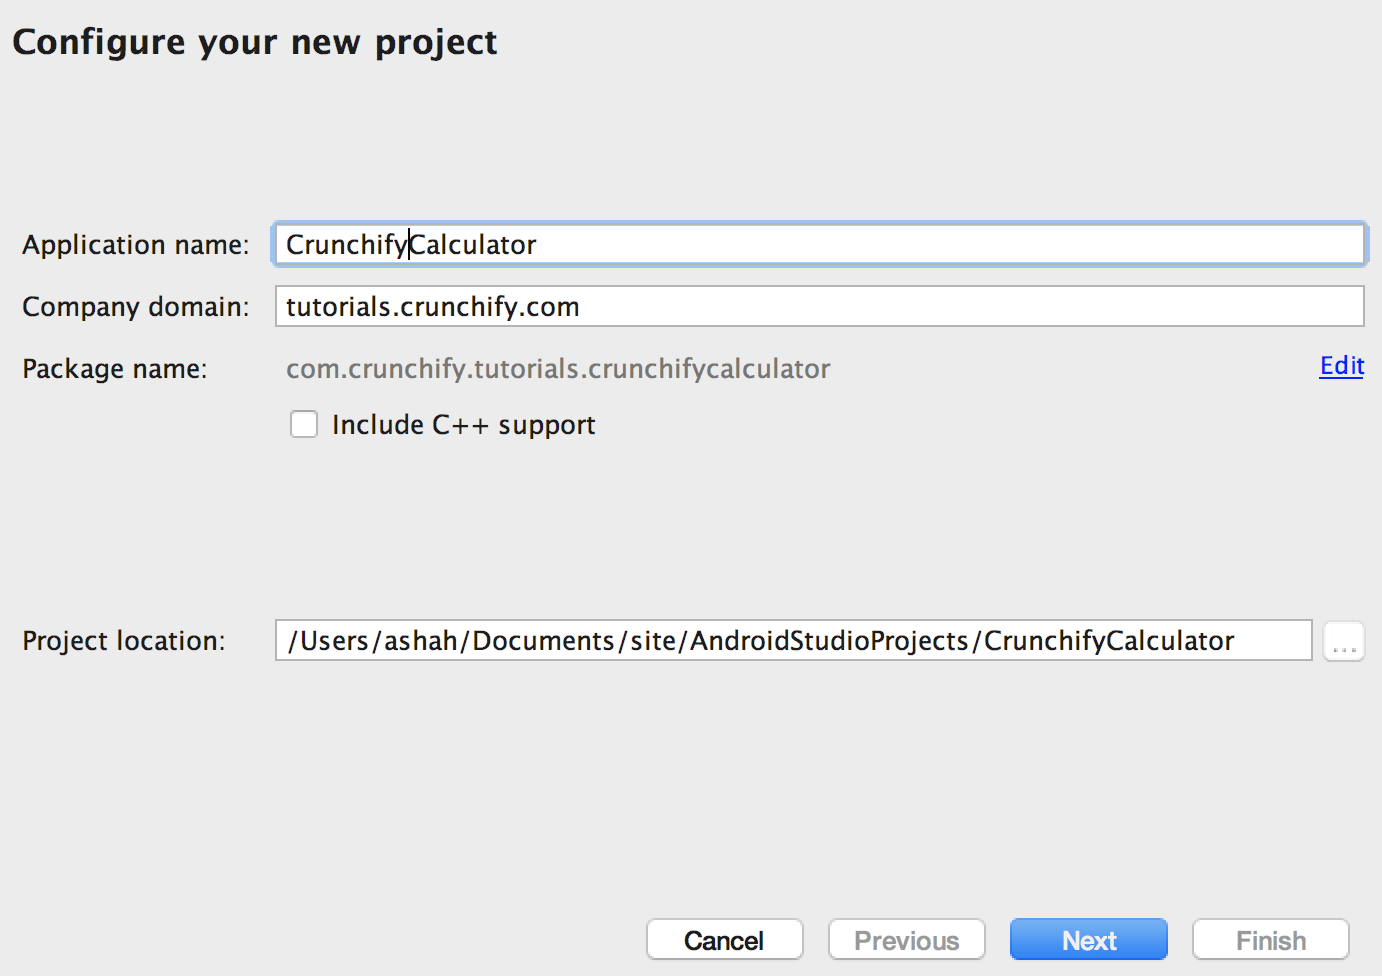 Configure your new project
Application name: CrunchifyCalculator
Company domain: tutorials.crunchify.com
Package name: com.crunchify.tutorials.crunchifycalculator Edit
Include C++ support
Project location: /Users/ashah/Documents/site/AndroidStudioProjects/CrunchifyCalculator ...
Cancel Previous Next Finish